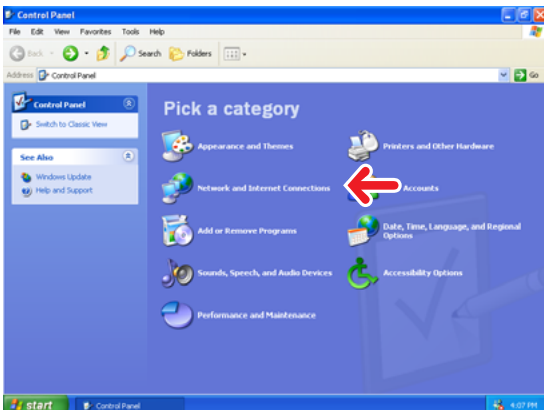 Control Panel
File Edit View Favorites Tools Help
Back Search Folders
Address Control Panel Go
Control Panel
Switch to Classic View
See Also
Windows Update
Help and Support
Pick a category
Appearance and Themes
Printers and Other Hardware
Network and Internet Connections
Accounts
Add or Remove Programs
Date, Time, Language, and Regional
Options
Sounds, Speech, and Audio Devices
Accessibility Options
Performance and Maintenance
start Control Panel 4:07 PM